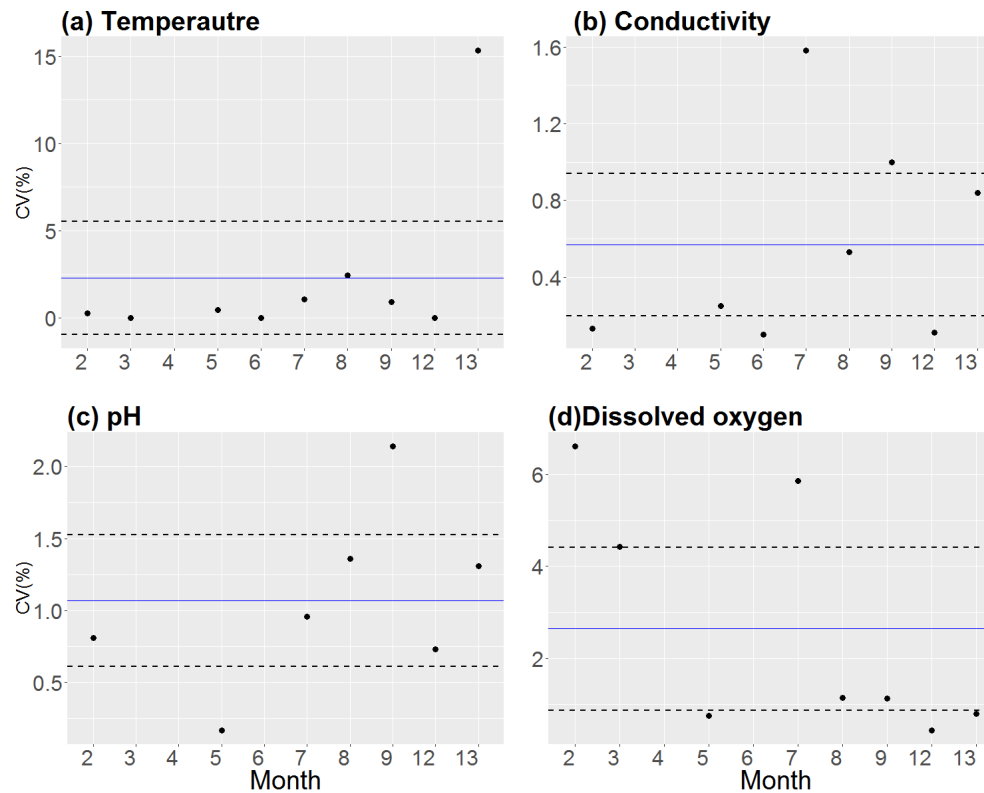 (a) Temperautre
15
10
5
0
CV(%)
2 3 4 5 6 7 8 9 12 13
(b) Conductivity
1.6
1.2
0.8
0.4
2 3 4 5 6 7 8 9 12 13
(c) pH
2.0
1.5
1.0
0.5
CV(%)
2 3 4 5 6 7 8 9 12 13
Month
(d)Dissolved oxygen
6
4
2
2 3 4 5 6 7 8 9 12 13
Month